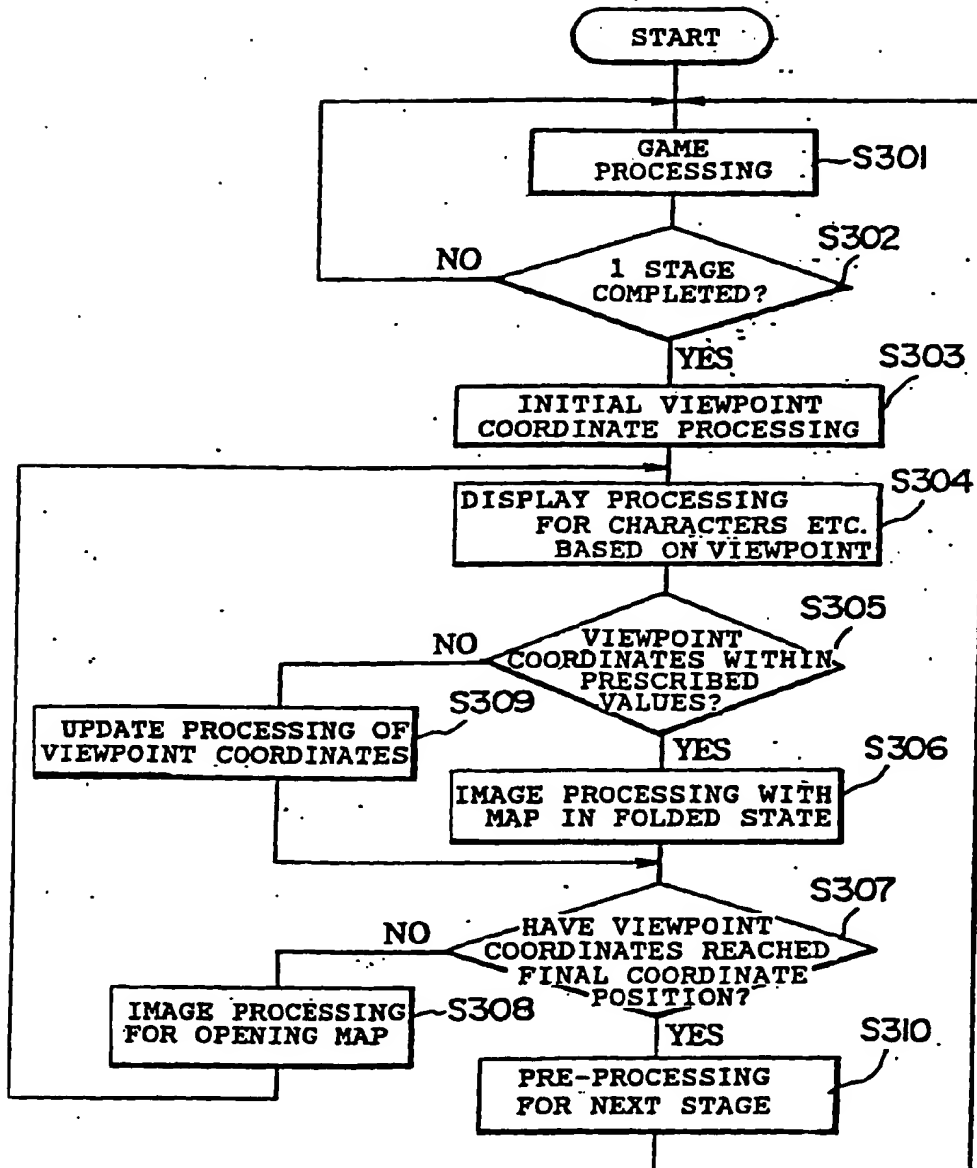 START
GAME
PROCESSING
S301
S302
NO
1 STAGE
COMPLETED?
YES
S303
INITIAL VIEWPOINT
COORDINATE PROCESSING
S304
DISPLAY PROCESSING
FOR CHARACTERS ETC.
BASED ON VIEWPOINT
S305
NO
VIEWPOINT
COORDINATES WITHIN
PRESCRIBED
VALUES?
S309
UPDATE PROCESSING OF
VIEWPOINT COORDINATES
YES
S306
IMAGE PROCESSING WITH
MAP IN FOLDED STATE
S307
NO
HAVE VIEWPOINT
COORDINATES REACHED
FINAL COORDINATE
POSITION?
IMAGE PROCESSING
FOR OPENING MAP
S308
YES
S310
PRE-PROCESSING
FOR NEXT STAGE